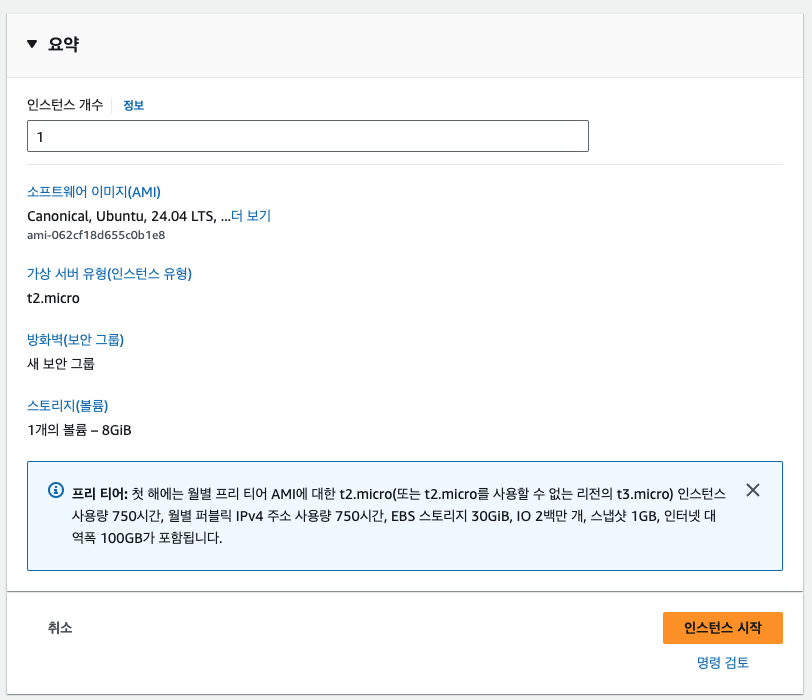 ▼ 요약
인스턴스 개수 | 정보
1
소프트웨어 이미지(AMI)
Canonical, Ubuntu, 24.04 LTS, ...더 보기
ami-062cf18d655c0b1e8
가상 서버 유형(인스턴스 유형)
t2.micro
방화벽(보안 그룹)
새 보안 그룹
스토리지(볼륨)
1개의 볼륨 – 8GiB
프리 티어: 첫 해에는 월별 프리 티어 AMI에 대한 t2.micro(또는 t2.micro를 사용할 수 없는 리전의 t3.micro) 인스턴스
사용량 750시간, 월별 퍼블릭 IPv4 주소 사용량 750시간, EBS 스토리지 30GiB, IO 2백만 개, 스냅샷 1GB, 인터넷 대
역폭 100GB가 포함됩니다.
취소
인스턴스 시작
명령 검토